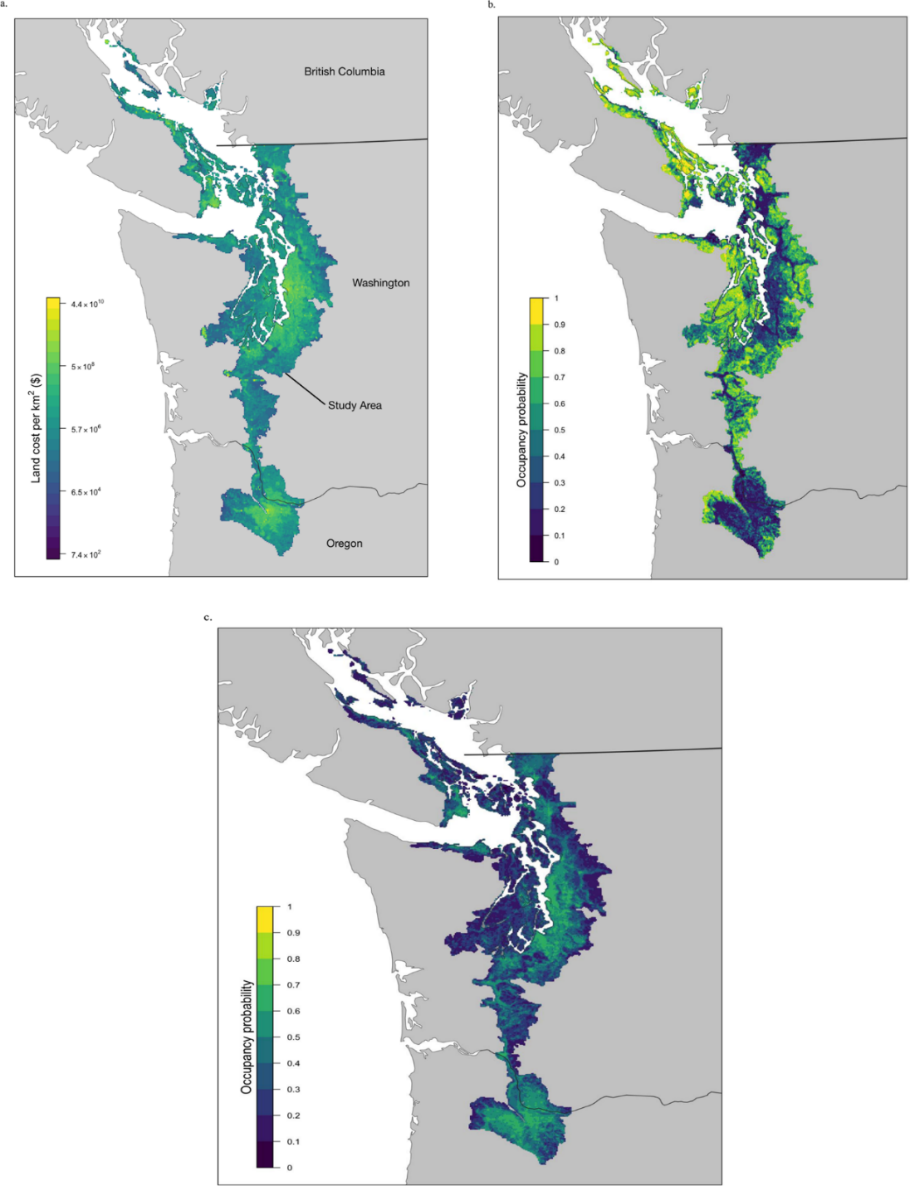 a.
British Columbia
Washington
Study Area
Oregon
Land cost per km² ($)
4.4 × 10¹⁰
5 × 10⁸
5.7 × 10⁶
6.5 × 10⁴
7.4 × 10²
b.
Occupancy probability
1
0.9
0.8
0.7
0.6
0.5
0.4
0.3
0.2
0.1
0
c.
Occupancy probability
1
0.9
0.8
0.7
0.6
0.5
0.4
0.3
0.2
0.1
0